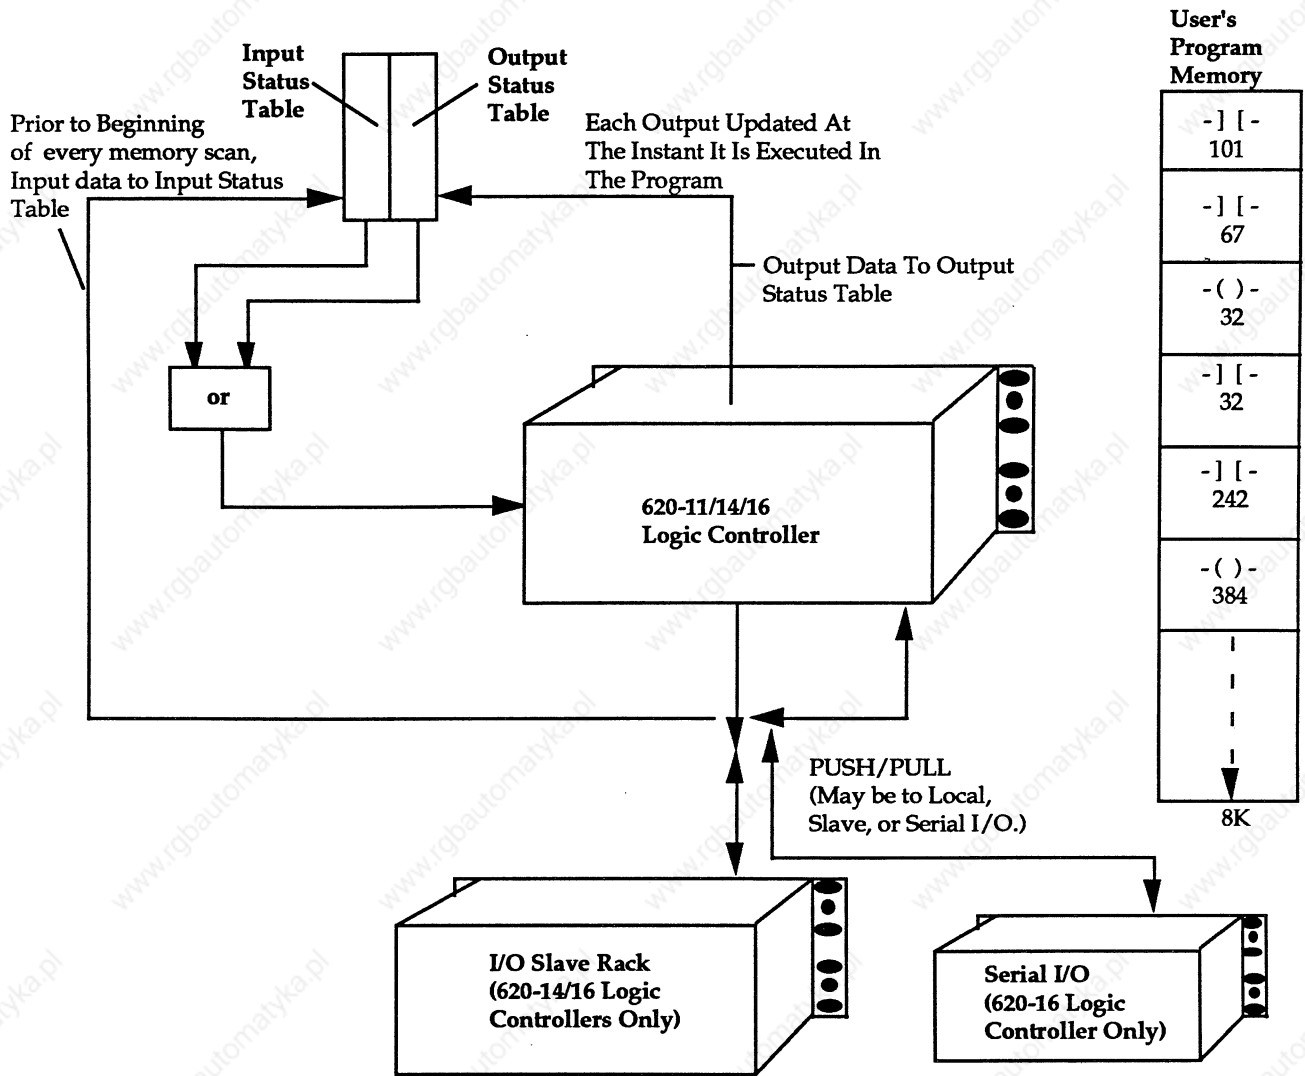 Input
Status
Table
Output
Status
Table
Prior to Beginning
of every memory scan,
Input data to Input Status
Table
Each Output Updated At
The Instant It Is Executed In
The Program
Output Data To Output
Status Table
or
620-11/14/16
Logic Controller
PUSH/PULL
(May be to Local,
Slave, or Serial I/O.)
I/O Slave Rack
(620-14/16 Logic
Controllers Only)
Serial I/O
(620-16 Logic
Controller Only)
User's
Program
Memory
-] [-
101
-] [-
67
-( )-
32
-] [-
32
-] [-
242
-( )-
384
8K
www.rgbautomatyka.pl